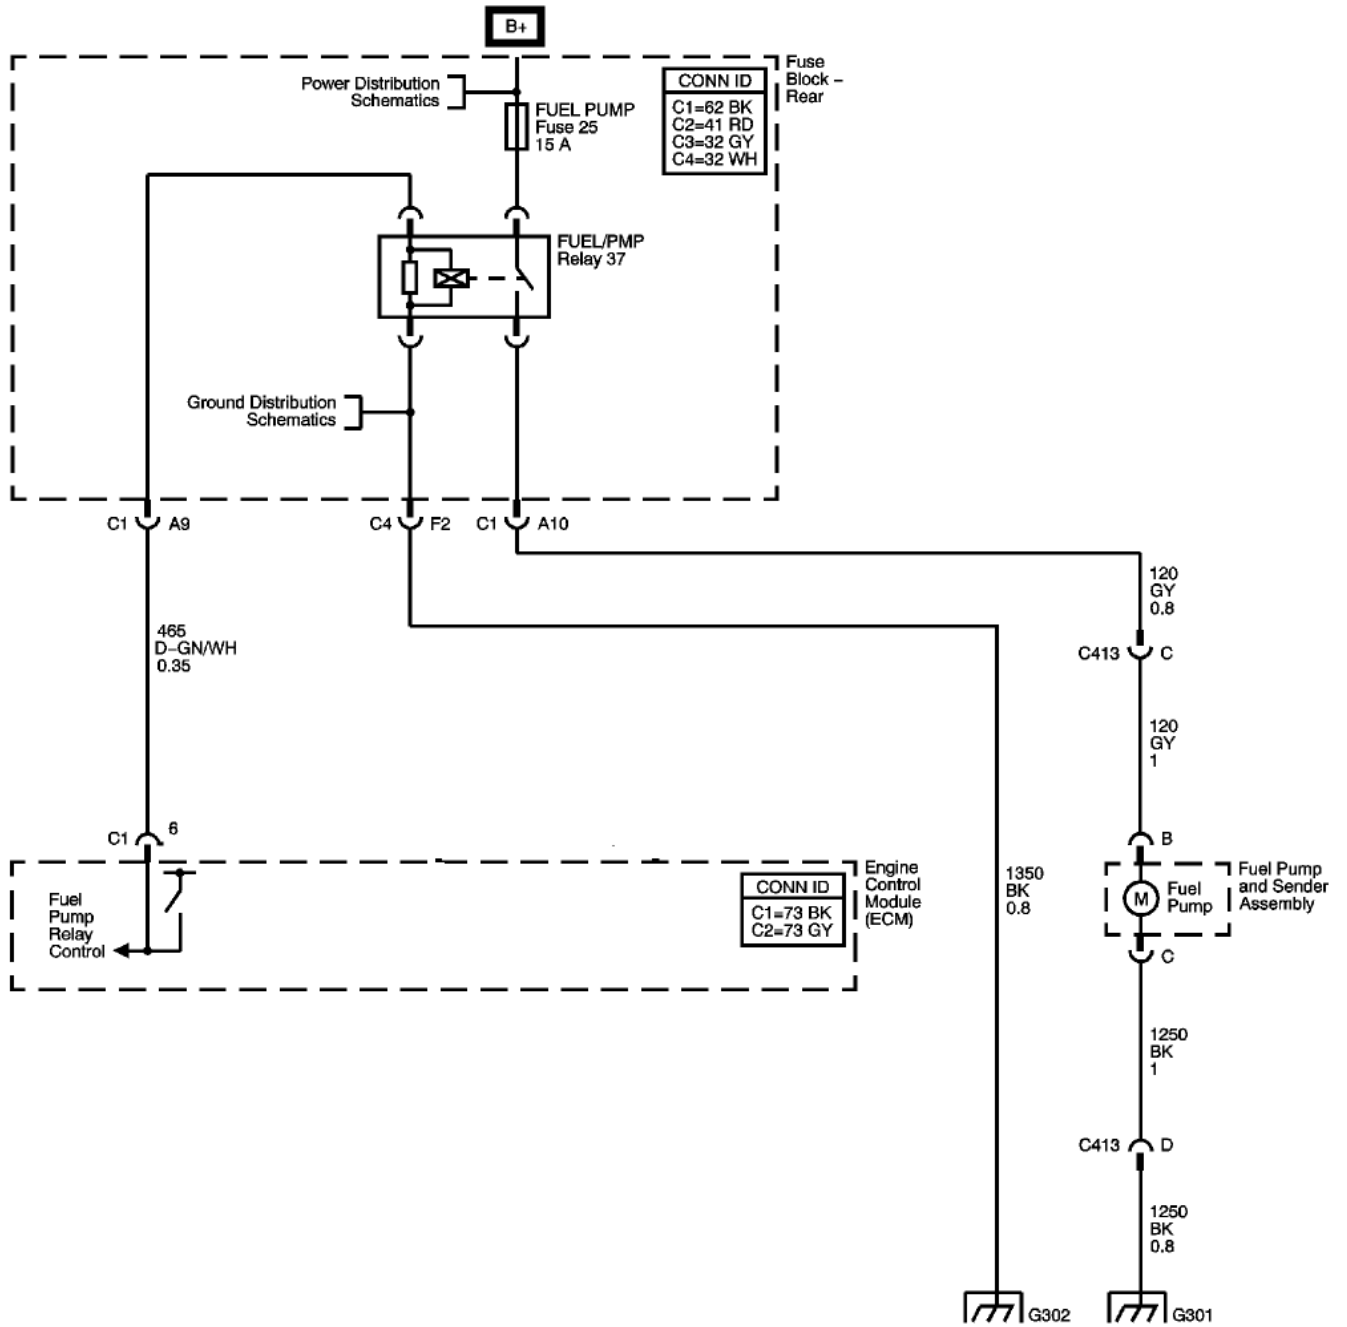 B+
Power Distribution
Schematics
FUEL PUMP
Fuse 25
15 A
CONN ID
C1=62 BK
C2=41 RD
C3=32 GY
C4=32 WH
Fuse
Block –
Rear
FUEL/PMP
Relay 37
Ground Distribution
Schematics
C1 A9
C4 F2
C1 A10
120
GY
0.8
465
D–GN/WH
0.35
C413 C
120
GY
1
C1 6
B
Fuel
Pump
Relay
Control
CONN ID
C1=73 BK
C2=73 GY
Engine
Control
Module
(ECM)
1350
BK
0.8
M
Fuel
Pump
Fuel Pump
and Sender
Assembly
C
1250
BK
1
C413 D
1250
BK
0.8
G302
G301